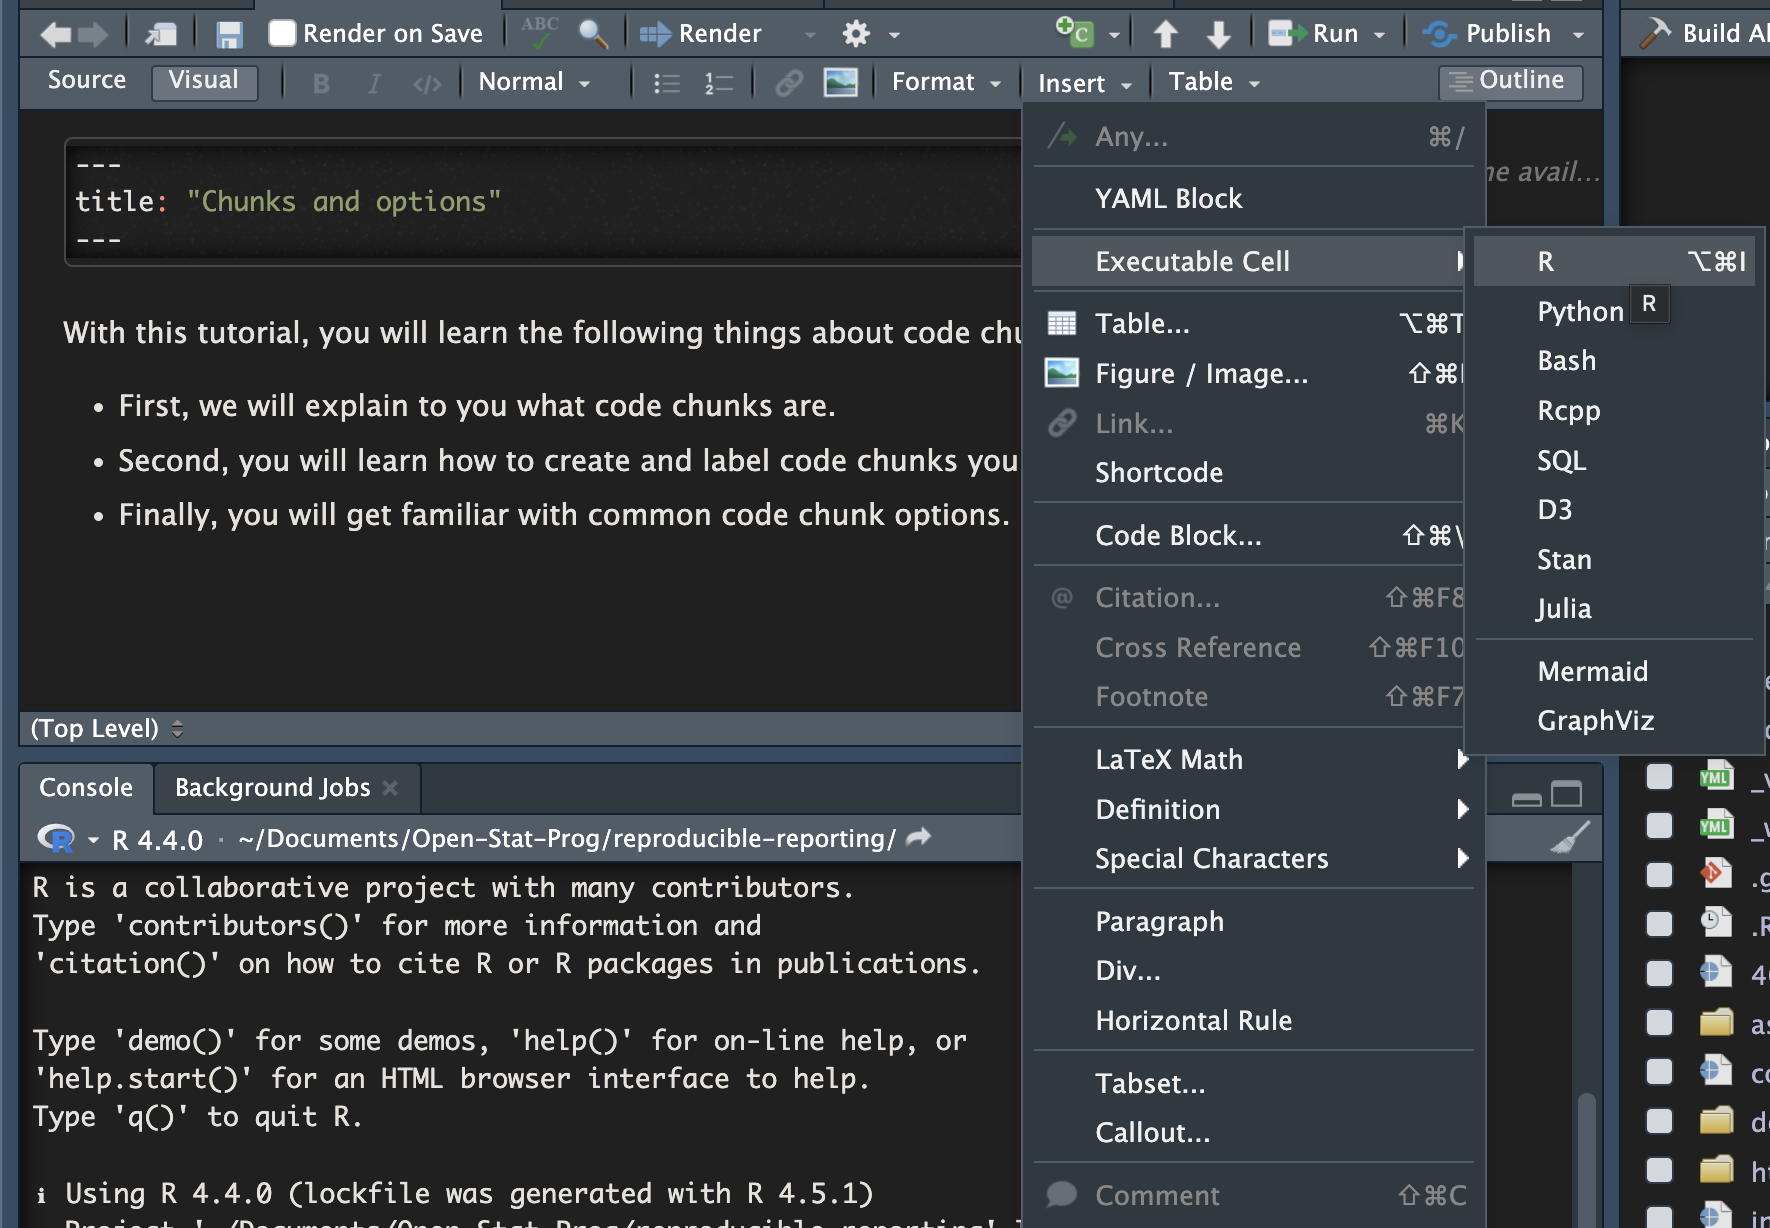 ABC
Render on Save
Render
C
Run
Publish
Build
Source
Visual
B
I
</>
Normal
Format
Insert
Table
Outline
---
title: "Chunks and options"
---
With this tutorial, you will learn the following things about code
First, we will explain to you what code chunks are.
Second, you will learn how to create and label code chunks you
Finally, you will get familiar with common code chunk options.
(Top Level)
Any... ⌘/
YAML Block
Executable Cell
Table... ⌥⌘T
Figure / Image... ⇧⌘I
Link... ⌘K
Shortcode
Code Block... ⇧⌘\
@ Citation... ⇧⌘F8
Cross Reference ⇧⌘F10
Footnote ⇧⌘F7
LaTeX Math
Definition
Special Characters
Paragraph
Div...
Horizontal Rule
Tabset...
Callout...
Comment ⇧⌘C
R ⌥⌘I
Python
R
Bash
Rcpp
SQL
D3
Stan
Julia
Mermaid
GraphViz
avail...
Console
Background Jobs
R 4.4.0 · ~/Documents/Open-Stat-Prog/reproducible-reporting/
R is a collaborative project with many contributors.
Type 'contributors()' for more information and
'citation()' on how to cite R or R packages in publications.
Type 'demo()' for some demos, 'help()' for on-line help, or
'help.start()' for an HTML browser interface to help.
Type 'q()' to quit R.
i Using R 4.4.0 (lockfile was generated with R 4.5.1)
Project '~/Documents/Open-Stat-Prog/reproducible-reporting'
YML
YML